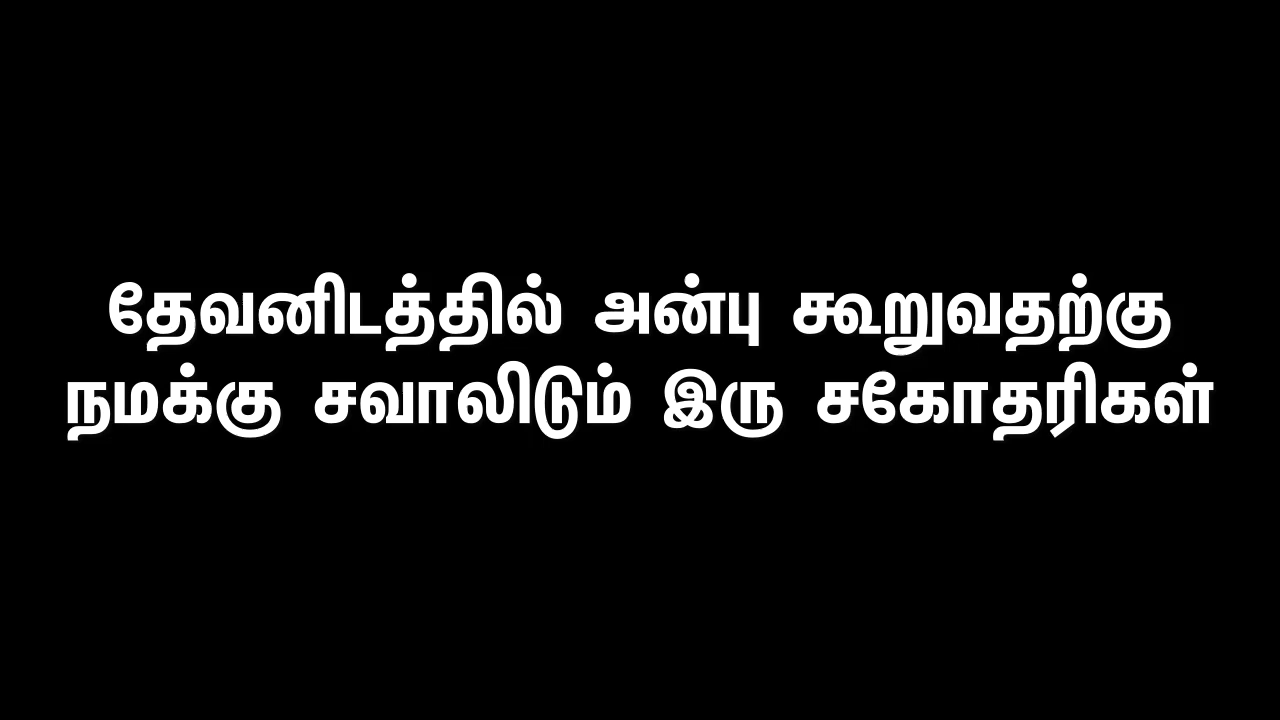 தேவனிடத்தில் அன்பு கூறுவதற்கு
நமக்கு சவாலிடும் இரு சகோதரிகள்